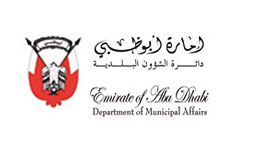 إمارة أبوظبي
دائرة الشؤون البلدية
Emirate of Abu Dhabi
Department of Municipal Affairs